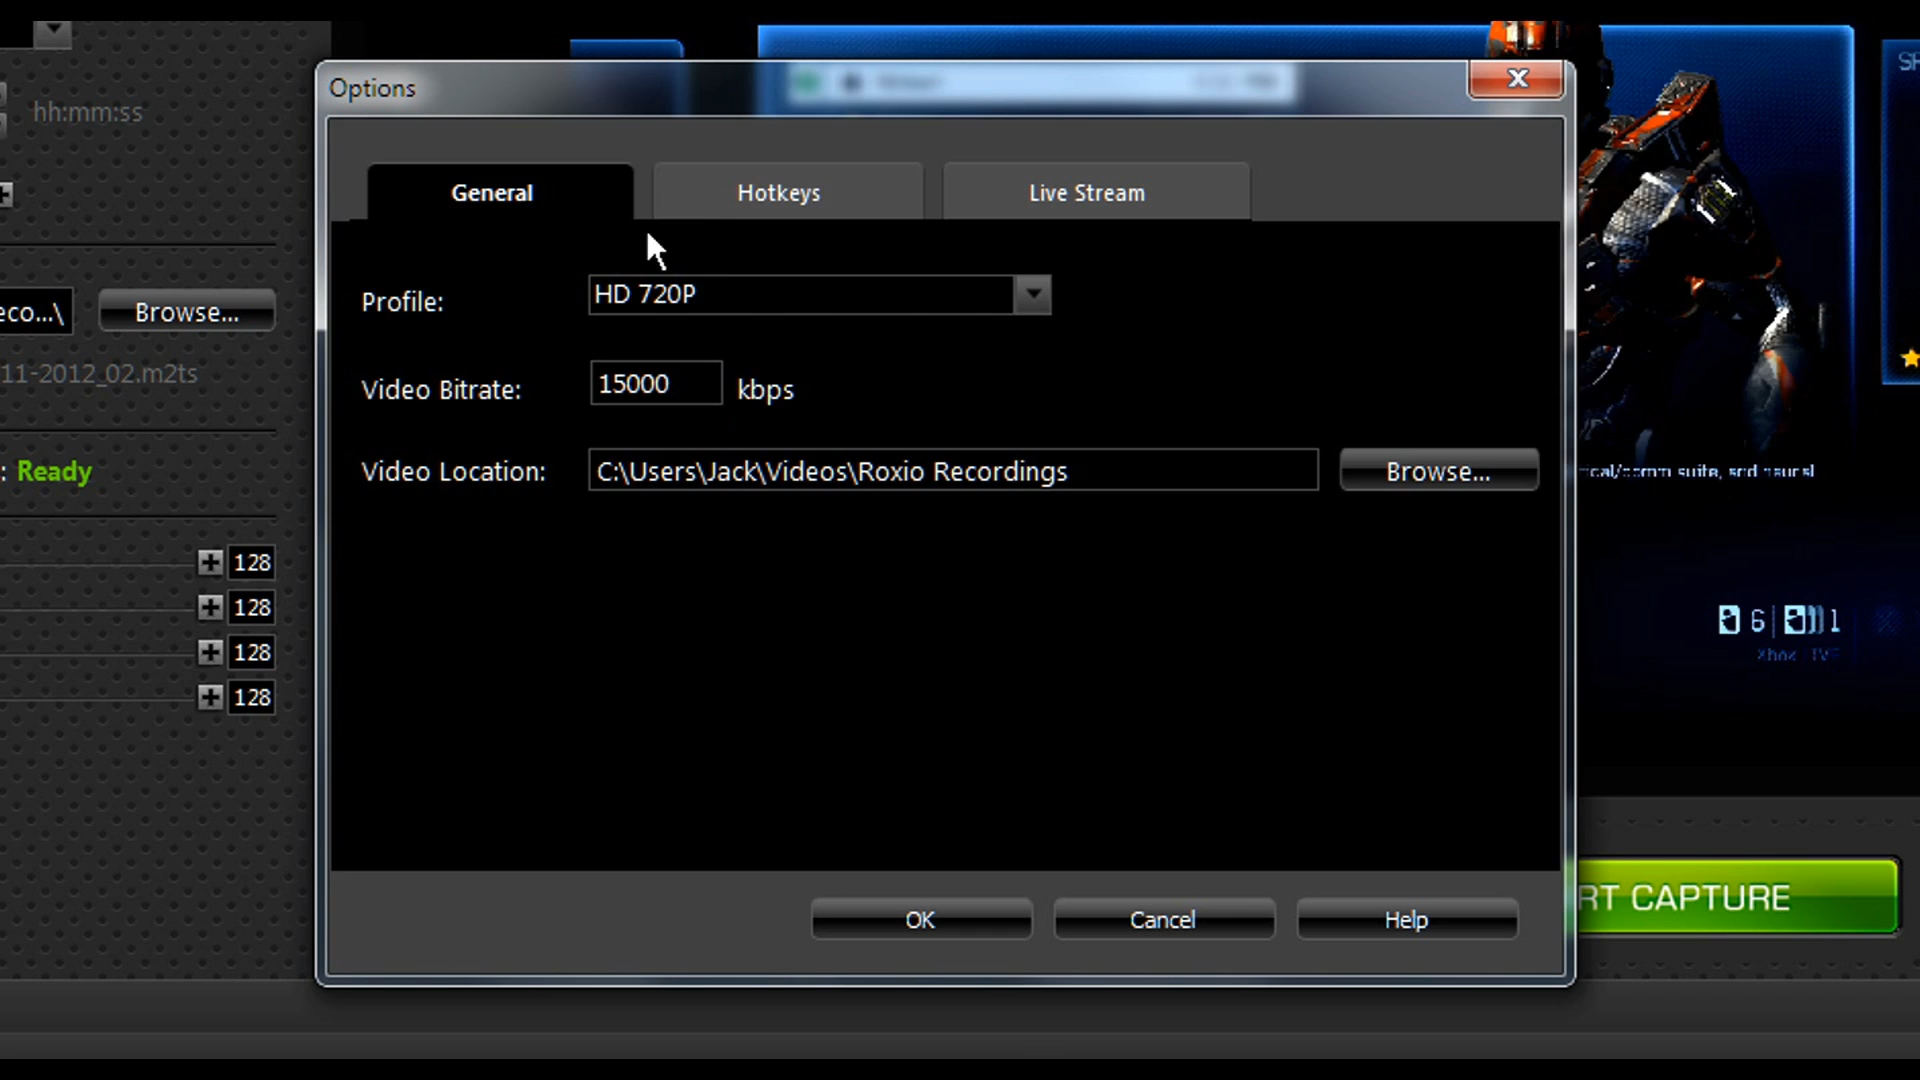 Options
hh:mm:ss
General
Hotkeys
Live Stream
Profile:
HD 720P
Video Bitrate:
15000
kbps
Video Location:
C:\Users\Jack\Videos\Roxio Recordings
Browse...
eco...\
Browse...
11-2012_02.m2ts
: Ready
128
128
128
128
OK
Cancel
Help
RT CAPTURE
6
1